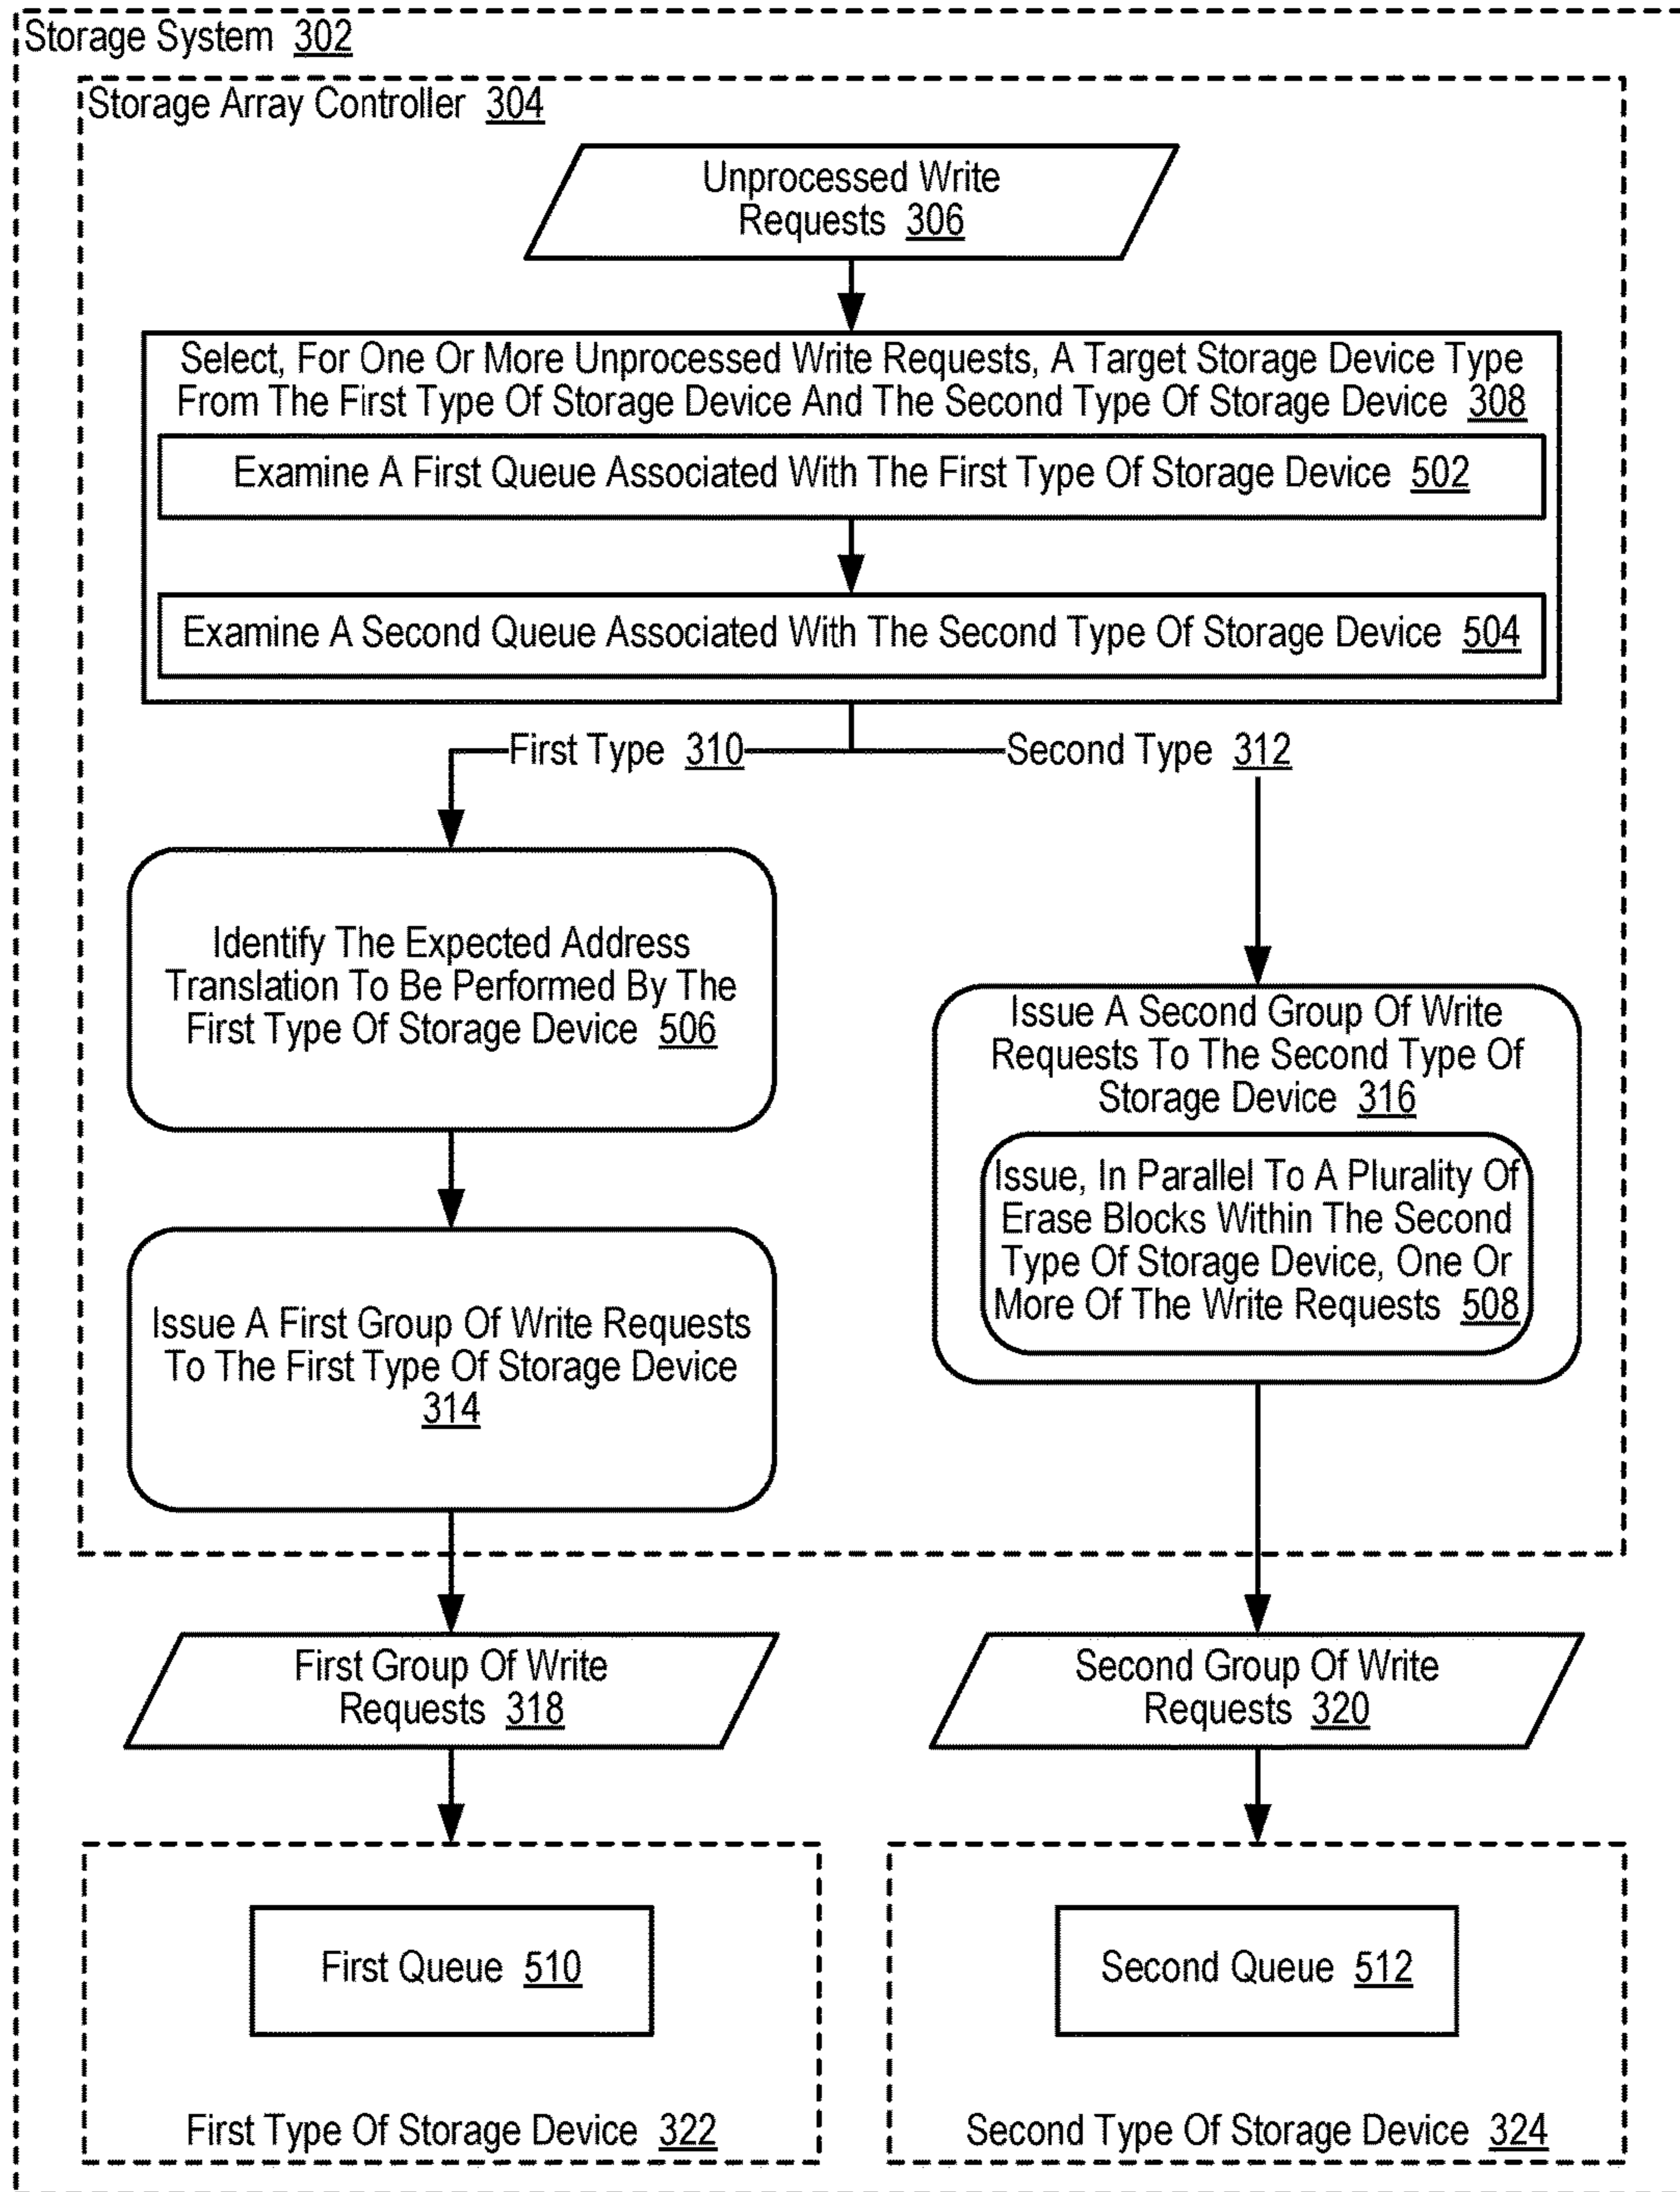 Storage System 302
Storage Array Controller 304
Unprocessed Write
Requests 306
Select, For One Or More Unprocessed Write Requests, A Target Storage Device Type
From The First Type Of Storage Device And The Second Type Of Storage Device 308
Examine A First Queue Associated With The First Type Of Storage Device 502
Examine A Second Queue Associated With The Second Type Of Storage Device 504
First Type 310
Second Type 312
Identify The Expected Address
Translation To Be Performed By The
First Type Of Storage Device 506
Issue A First Group Of Write Requests
To The First Type Of Storage Device
314
Issue A Second Group Of Write
Requests To The Second Type Of
Storage Device 316
Issue, In Parallel To A Plurality Of
Erase Blocks Within The Second
Type Of Storage Device, One Or
More Of The Write Requests 508
First Group Of Write
Requests 318
Second Group Of Write
Requests 320
First Queue 510
Second Queue 512
First Type Of Storage Device 322
Second Type Of Storage Device 324